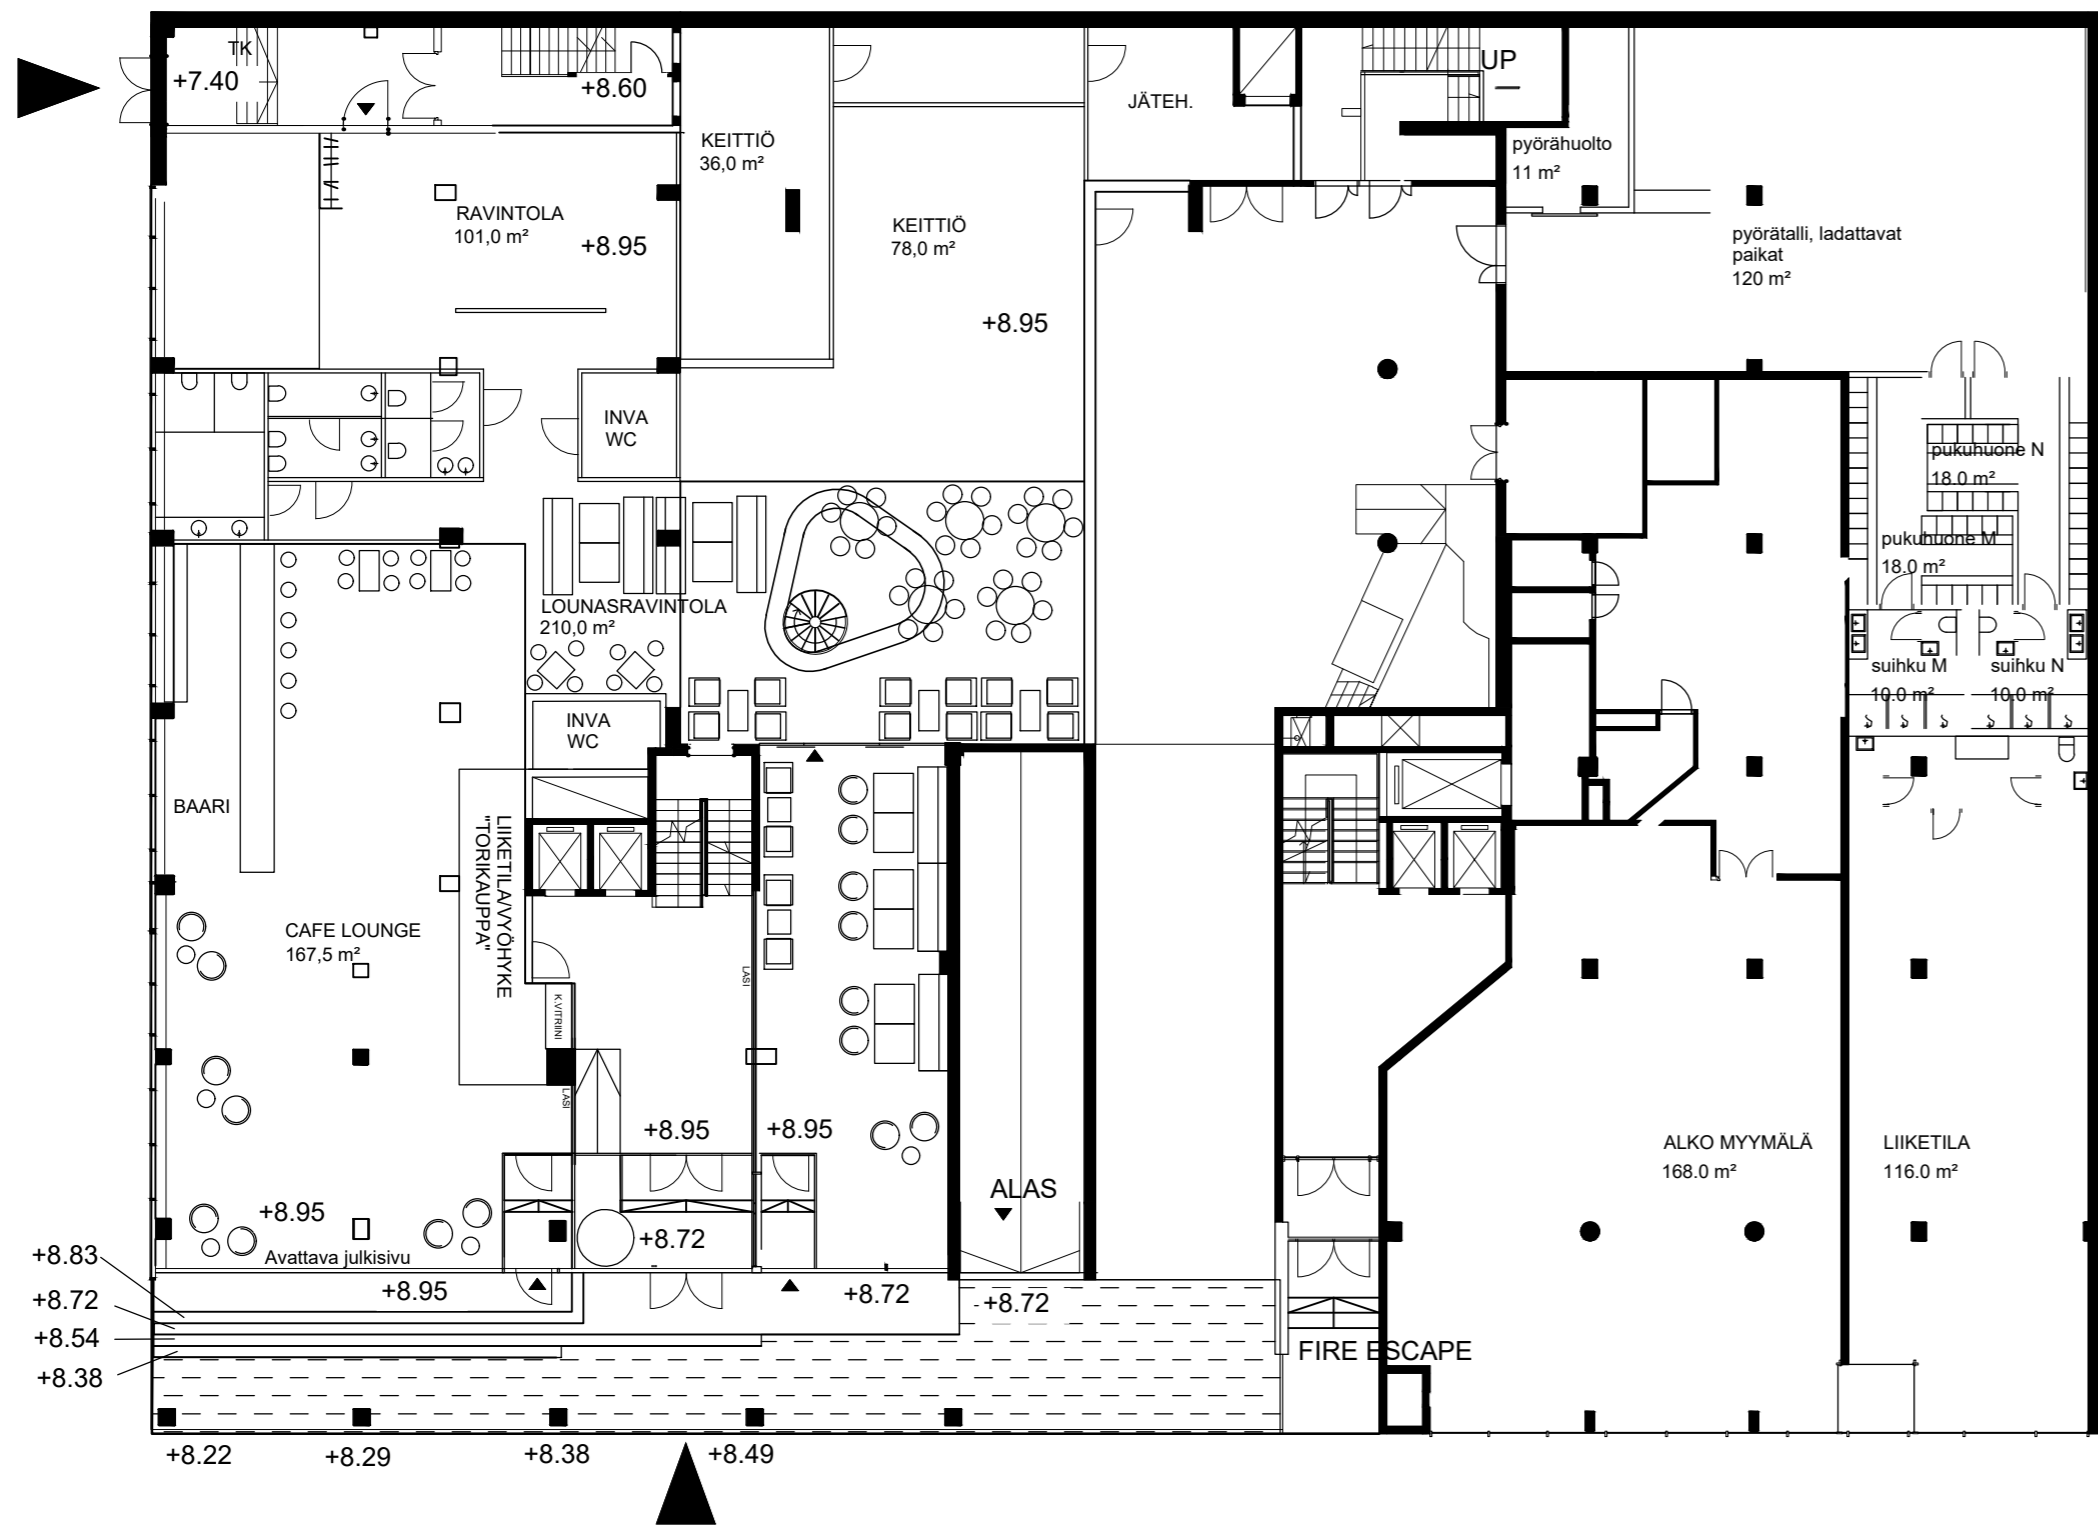 TK
+7.40
+8.60
UP
KEITTIÖ
36,0 m²
JÄTEH.
pyörähuolto
11 m²
RAVINTOLA
101,0 m²
+8.95
KEITTIÖ
78,0 m²
pyörätalli, ladattavat
paikat
120 m²
+8.95
INVA
WC
pukuhuone N
18.0 m²
pukuhuone M
18.0 m²
LOUNASRAVINTOLA
210,0 m²
suihku M
10.0 m²
suihku N
10.0 m²
INVA
WC
BAARI
LIIKETILA/VYÖHYKE
"TORIKAUPPA"
CAFE LOUNGE
167,5 m²
LASI
K.VITRIINI
LASI
+8.95
+8.95
ALKO MYYMÄLÄ
168.0 m²
LIIKETILA
116.0 m²
ALAS
+8.95
+8.72
Avattava julkisivu
+8.83
+8.95
+8.72
+8.72
+8.72
+8.54
+8.38
FIRE ESCAPE
+8.22
+8.29
+8.38
+8.49